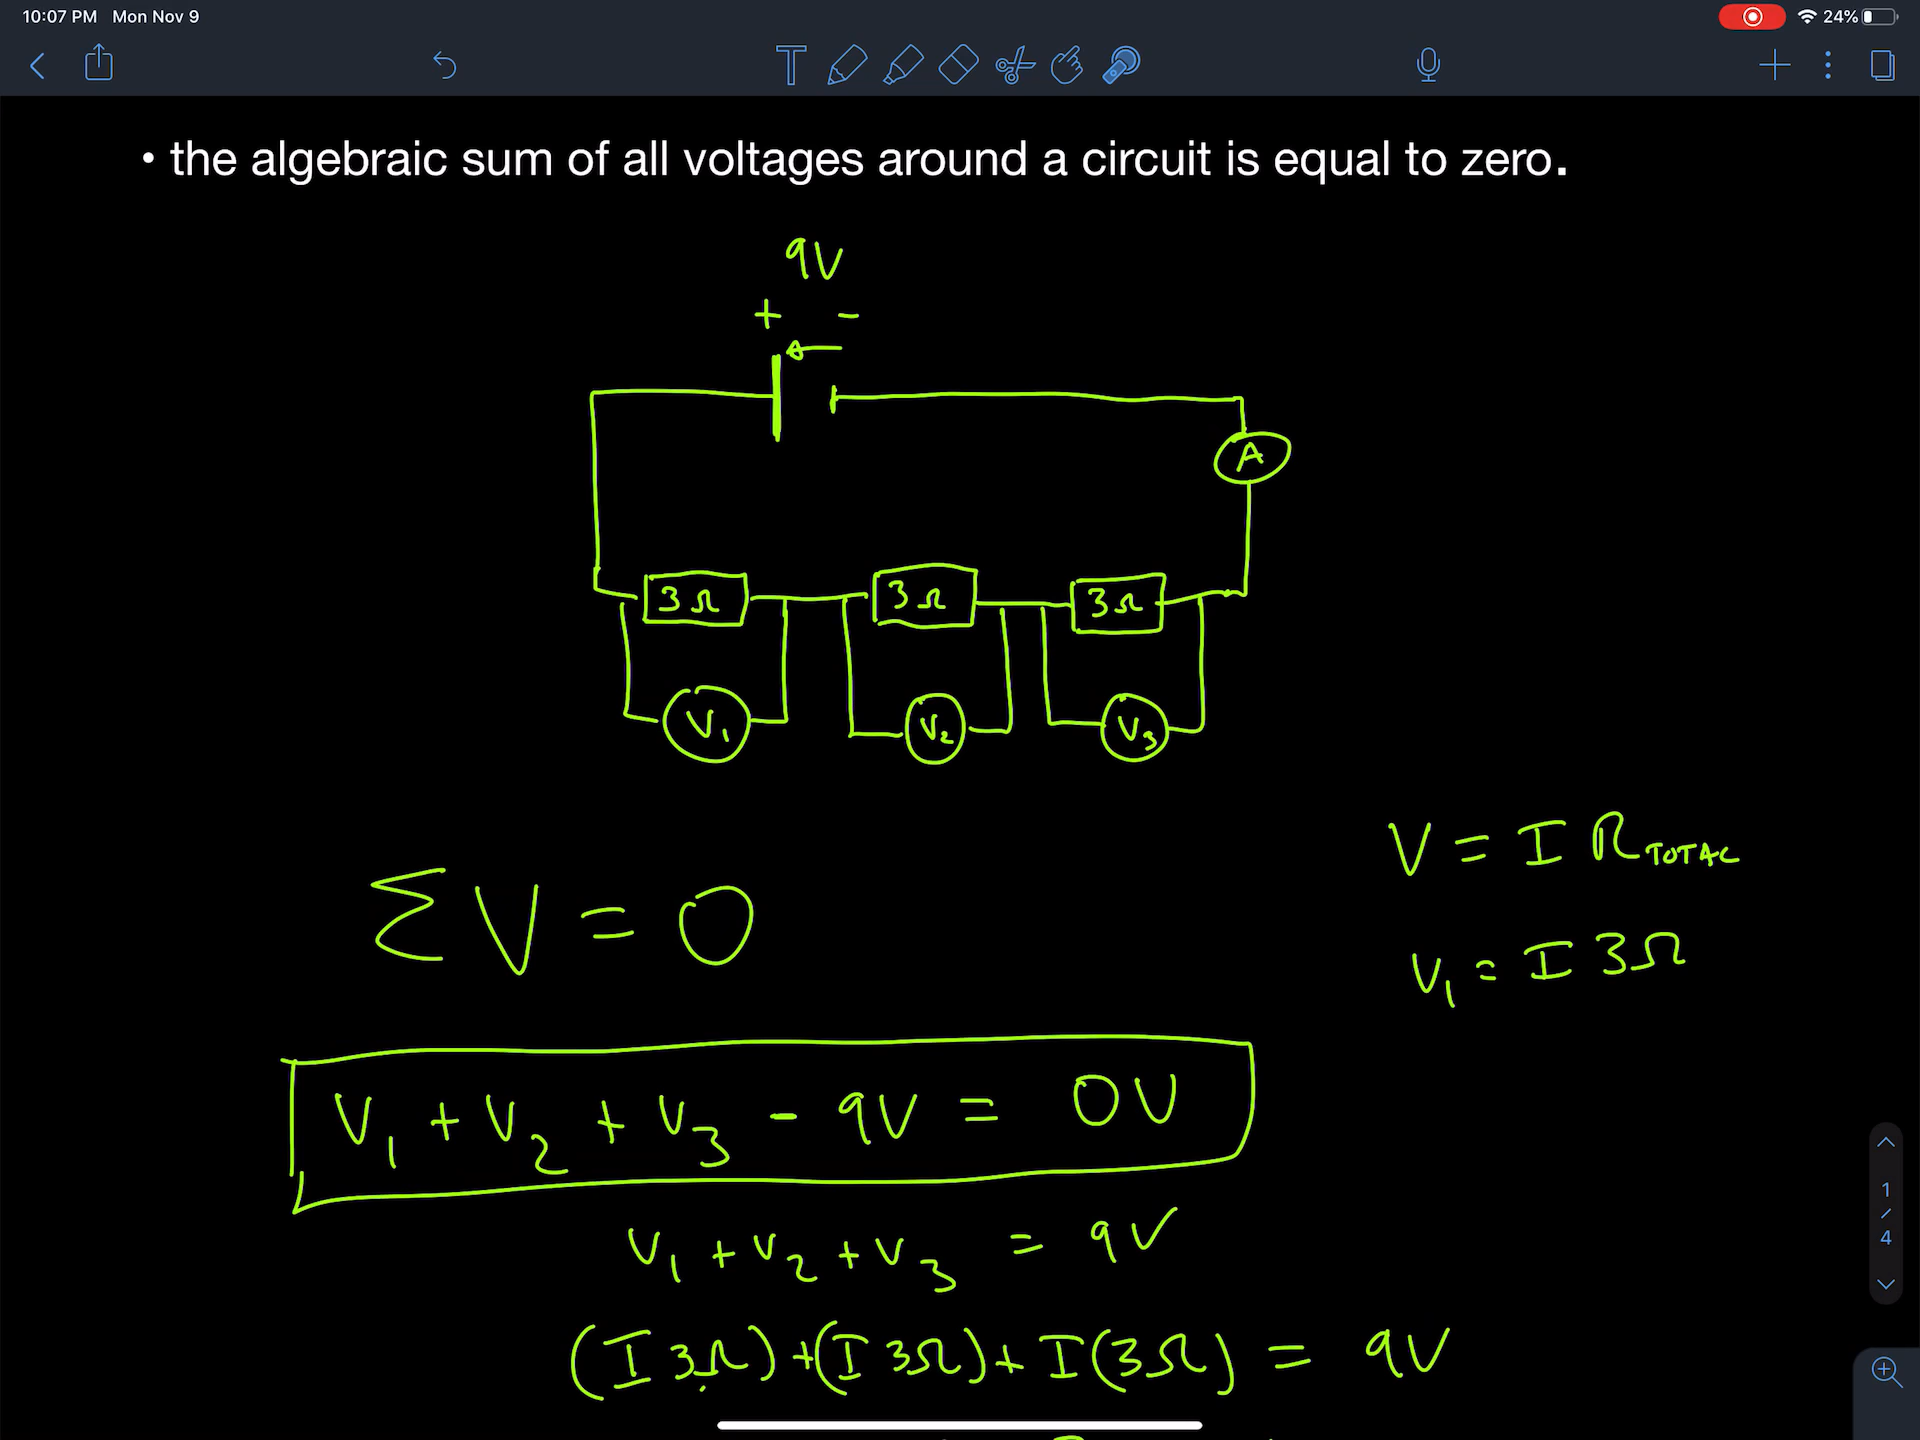 10:07 PM Mon Nov 9
24%
T
• the algebraic sum of all voltages around a circuit is equal to zero.
9V
+ -
A
3Ω 3Ω 3Ω
V₁ V₂ V₃
V = I R_TOTAL
ΣV = 0
V₁ = I 3Ω
V₁ + V₂ + V₃ - 9V = 0V
1
/
4
V₁ + V₂ + V₃ = 9V
(I 3Ω) + (I 3Ω) + I(3Ω) = 9V